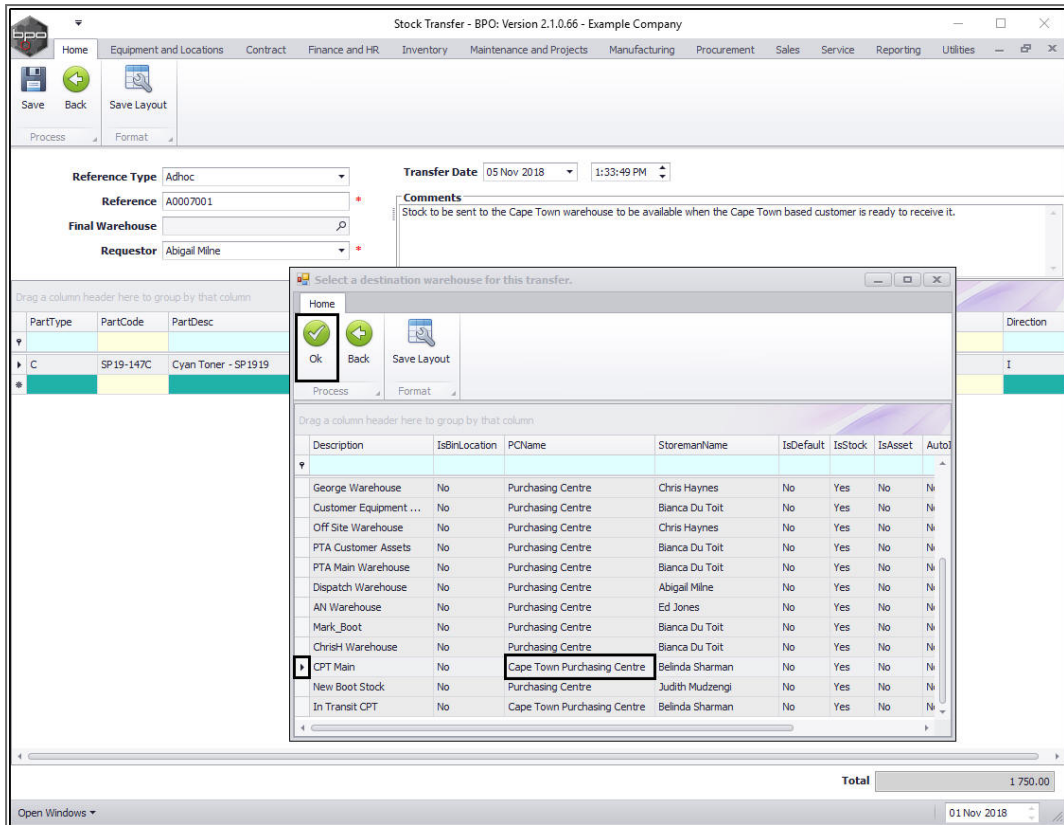 bpo
Stock Transfer - BPO: Version 2.1.0.66 - Example Company
Home Equipment and Locations Contract Finance and HR Inventory Maintenance and Projects Manufacturing Procurement Sales Service Reporting Utilities
Save Back Save Layout
Process Format
Reference Type Adhoc
Reference A0007001 *
Final Warehouse
Requestor Abigail Milne *
Transfer Date 05 Nov 2018 1:33:49 PM
Comments
Stock to be sent to the Cape Town warehouse to be available when the Cape Town based customer is ready to receive it.
Drag a column header here to group by that column
PartType PartCode PartDesc Direction
C SP19-147C Cyan Toner - SP1919 I
Select a destination warehouse for this transfer.
Home
Ok Back Save Layout
Process Format
Drag a column header here to group by that column
Description IsBinLocation PCName StoremanName IsDefault IsStock IsAsset AutoI
George Warehouse No Purchasing Centre Chris Haynes No Yes No
Customer Equipment ... No Purchasing Centre Bianca Du Toit No Yes No
Off Site Warehouse No Purchasing Centre Chris Haynes No Yes No
PTA Customer Assets No Purchasing Centre Bianca Du Toit No Yes No
PTA Main Warehouse No Purchasing Centre Bianca Du Toit No Yes No
Dispatch Warehouse No Purchasing Centre Abigail Milne No Yes No
AN Warehouse No Purchasing Centre Ed Jones No Yes No
Mark_Boot No Purchasing Centre Bianca Du Toit No Yes No
ChrisH Warehouse No Purchasing Centre Bianca Du Toit No Yes No
CPT Main No Cape Town Purchasing Centre Belinda Sharman No Yes No
New Boot Stock No Purchasing Centre Judith Mudzengi No Yes No
In Transit CPT No Cape Town Purchasing Centre Belinda Sharman No Yes No
Total 1 750.00
Open Windows 01 Nov 2018